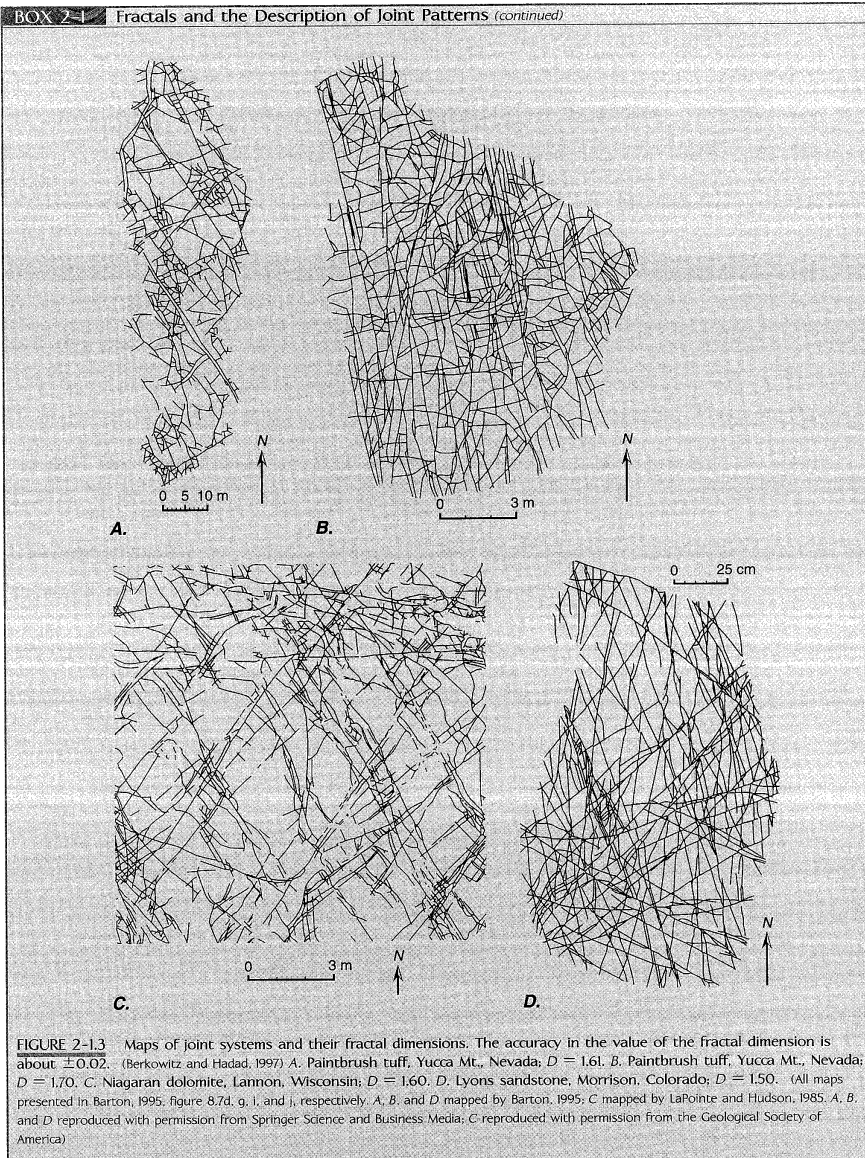 BOX 2-1 Fractals and the Description of Joint Patterns (continued)
N
0 5 10 m
A.
N
0 3 m
B.
0 3 m
N
C.
0 25 cm
N
D.
FIGURE 2-1.3 Maps of joint systems and their fractal dimensions. The accuracy in the value of the fractal dimension is
about ±0.02. (Berkowitz and Hadad, 1997) A. Paintbrush tuff, Yucca Mt., Nevada; D = 1.61. B. Paintbrush tuff, Yucca Mt., Nevada;
D = 1.70. C. Niagaran dolomite, Lannon, Wisconsin; D = 1.60. D. Lyons sandstone, Morrison, Colorado; D = 1.50. (All maps
presented in Barton, 1995, figure 8.7d, g, i, and j, respectively. A, B, and D mapped by Barton, 1995; C mapped by LaPointe and Hudson, 1985. A, B,
and D reproduced with permission from Springer Science and Business Media; C reproduced with permission from the Geological Society of
America)